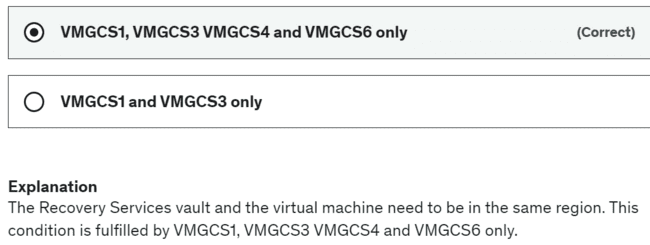 VMGCS1, VMGCS3 VMGCS4 and VMGCS6 only (Correct)
VMGCS1 and VMGCS3 only
Explanation
The Recovery Services vault and the virtual machine need to be in the same region. This
condition is fulfilled by VMGCS1, VMGCS3 VMGCS4 and VMGCS6 only.